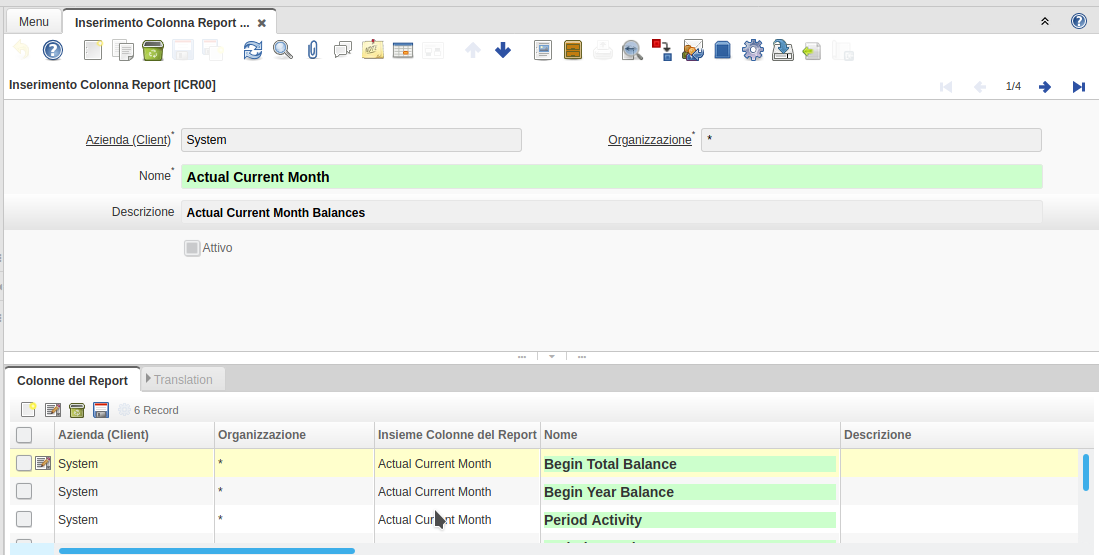 Menu
Inserimento Colonna Report ...
Inserimento Colonna Report [ICR00]
1/4
Azienda (Client)* System
Organizzazione* *
Nome* Actual Current Month
Descrizione Actual Current Month Balances
Attivo
Colonne del Report
Translation
6 Record
Azienda (Client) Organizzazione Insieme Colonne del Report Nome Descrizione
System * Actual Current Month Begin Total Balance
System * Actual Current Month Begin Year Balance
System * Actual Current Month Period Activity